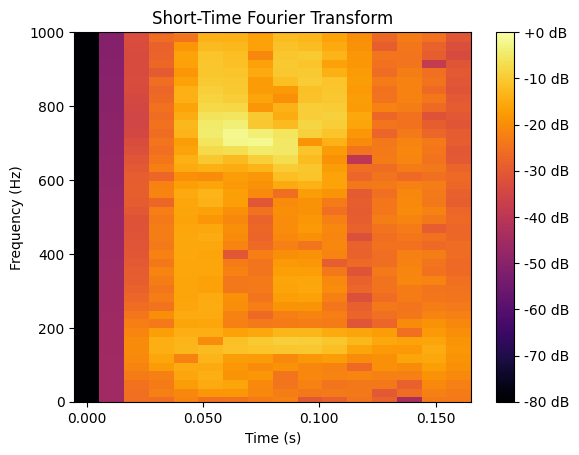 Short-Time Fourier Transform
1000
800
600
400
200
0
Frequency (Hz)
0.000
0.050
0.100
0.150
Time (s)
+0 dB
-10 dB
-20 dB
-30 dB
-40 dB
-50 dB
-60 dB
-70 dB
-80 dB